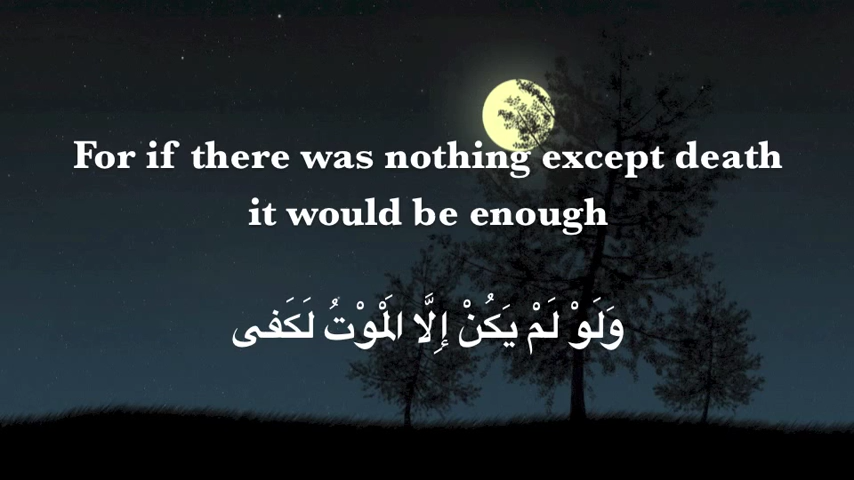 For if there was nothing except death
it would be enough
وَلَوْ لَمْ يَكُنْ إِلَّا الَمْوْتُ لَكَفى